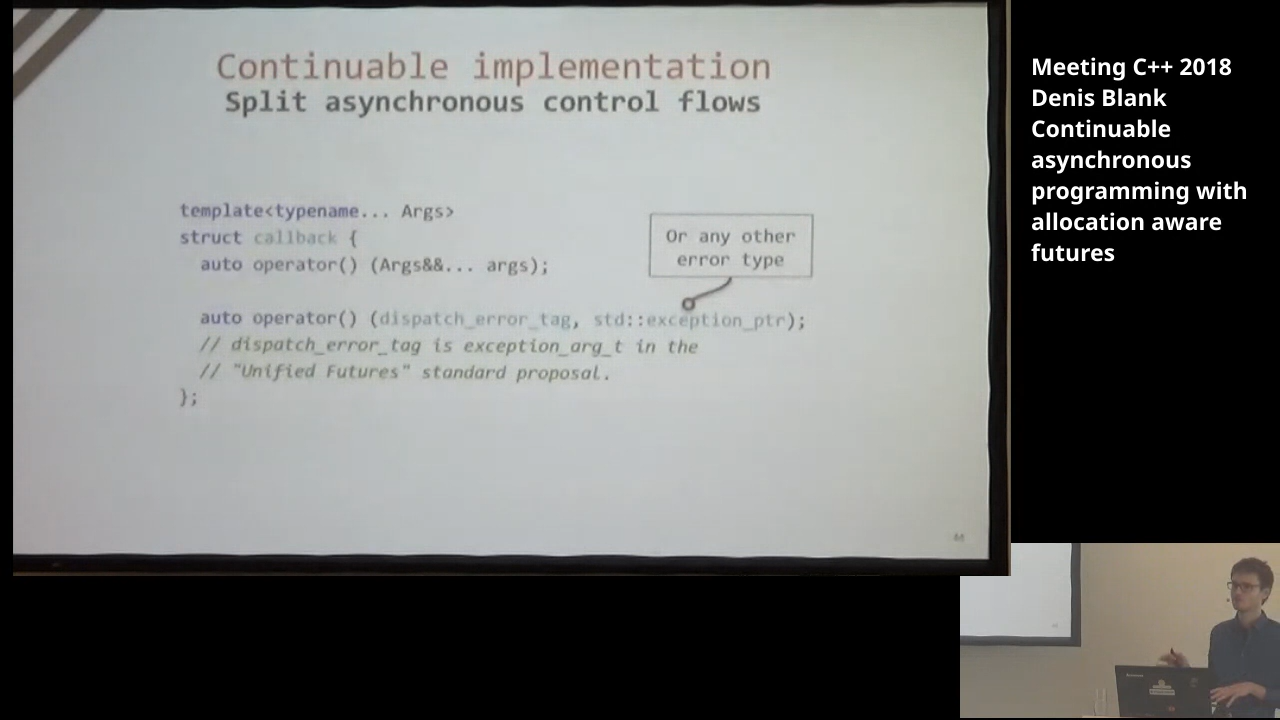 Continuable implementation
Split asynchronous control flows
template<typename... Args>
struct callback {
auto operator() (Args&&... args);
Or any other
error type
auto operator() (dispatch_error_tag, std::exception_ptr);
// dispatch_error_tag is exception_arg_t in the
// "Unified Futures" standard proposal.
};
Meeting C++ 2018
Denis Blank
Continuable
asynchronous
programming with
allocation aware
futures